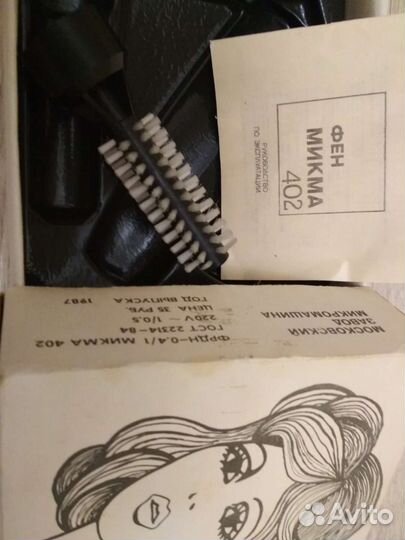 ФЕН
МИКМА
402
РУКОВОДСТВО
ПО ЭКСПЛУАТАЦИИ
МОСКОВСКИЙ
ЗАВОД
МИКРОМАШИНА
ФРДН-0.4/1 МИКМА 402
ГОСТ 22314-84
220V ~ 1/0.5
ЦЕНА 35 РУБ.
ГОД ВЫПУСКА 1987
Avito